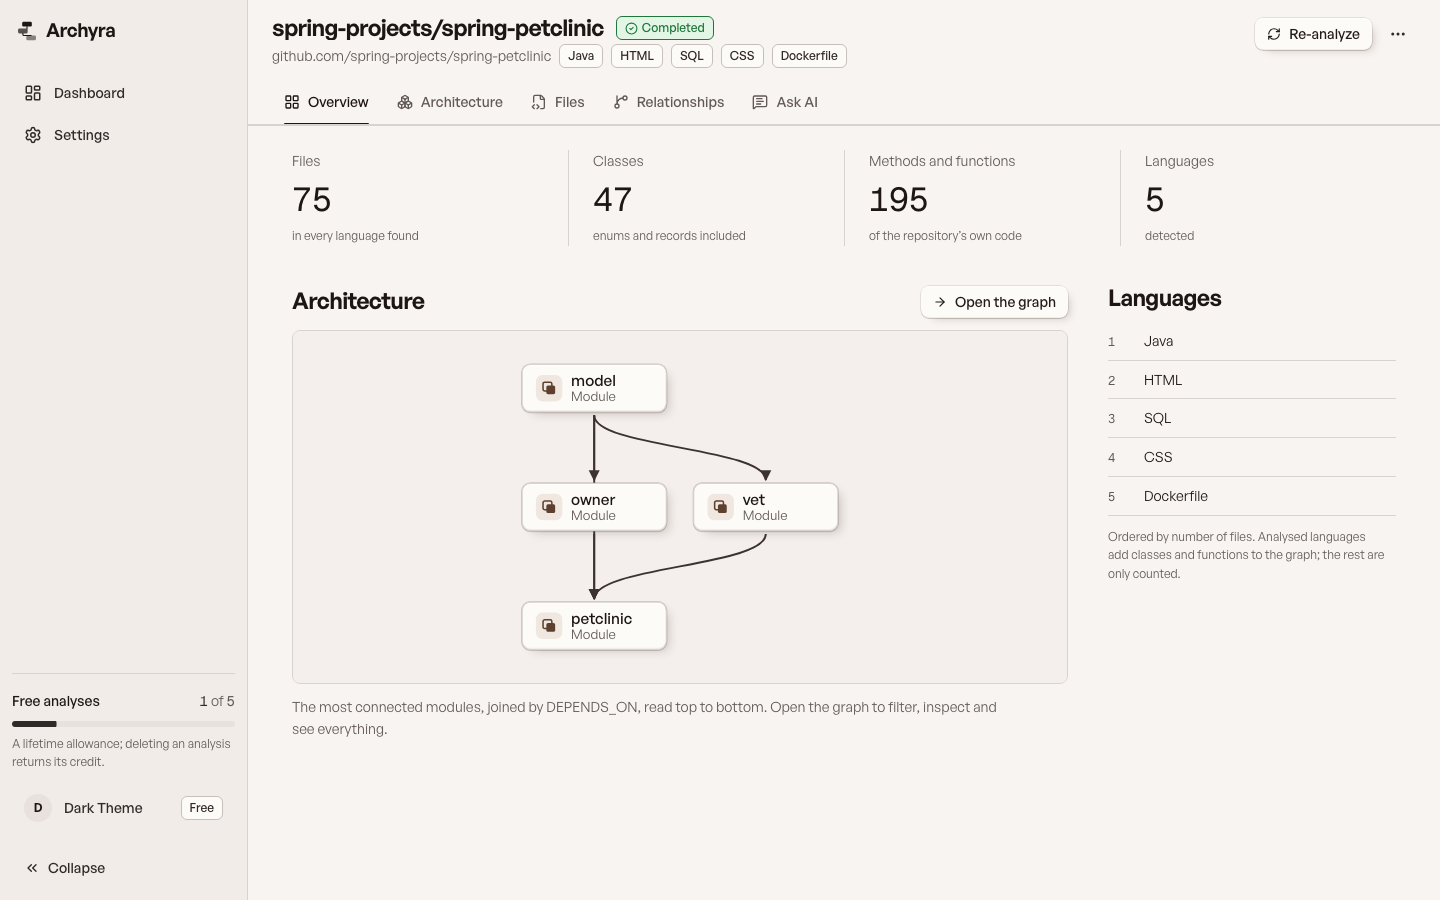 Archyra
Dashboard
Settings
Free analyses
1 of 5
A lifetime allowance; deleting an analysis
returns its credit.
D
Dark Theme
Free
Collapse
spring-projects/spring-petclinic
Completed
github.com/spring-projects/spring-petclinic
Java
HTML
SQL
CSS
Dockerfile
Re-analyze
Overview
Architecture
Files
Relationships
Ask AI
Files
75
in every language found
Classes
47
enums and records included
Methods and functions
195
of the repository's own code
Languages
5
detected
Architecture
Open the graph
model
Module
owner
Module
vet
Module
petclinic
Module
The most connected modules, joined by DEPENDS_ON, read top to bottom. Open the graph to filter, inspect and
see everything.
Languages
1 Java
2 HTML
3 SQL
4 CSS
5 Dockerfile
Ordered by number of files. Analysed languages
add classes and functions to the graph; the rest are
only counted.